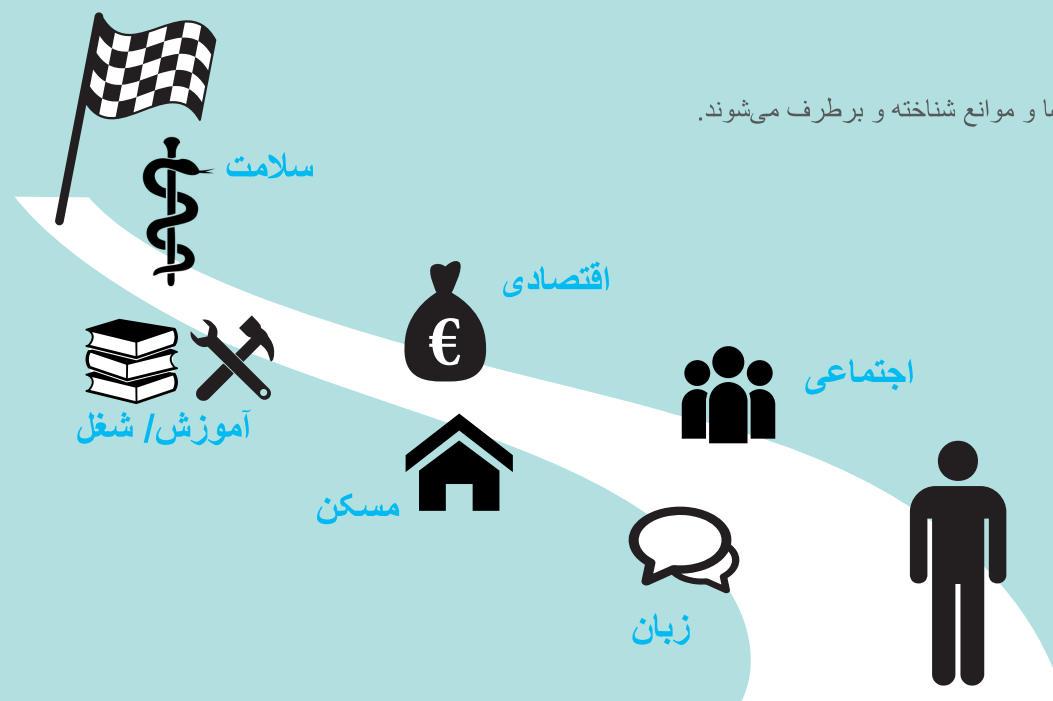 و موانع شناخته و برطرف می‌شوند.
سلامت
اقتصادی
اجتماعی
آموزش/ شغل
مسکن
زبان
€